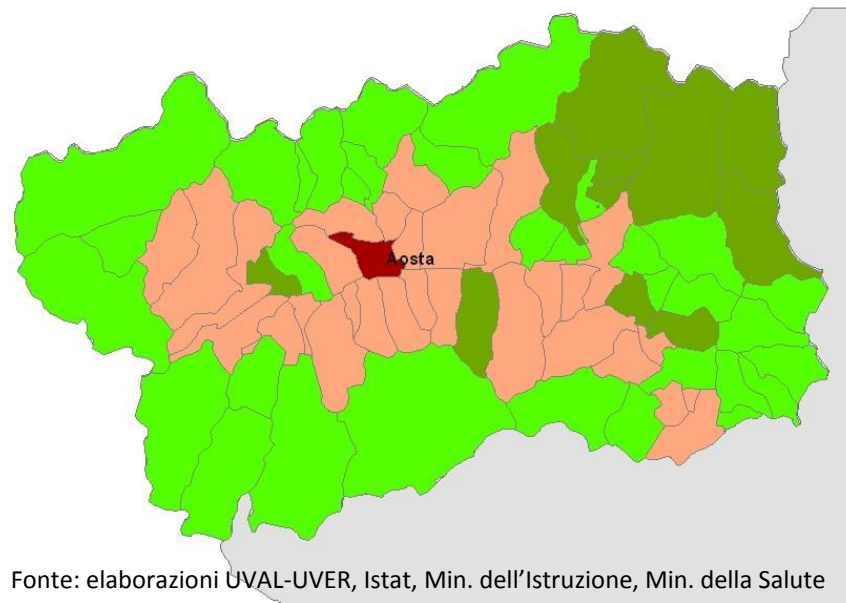 Aosta
Fonte: elaborazioni UVAL-UVER, Istat, Min. dell'Istruzione, Min. della Salute